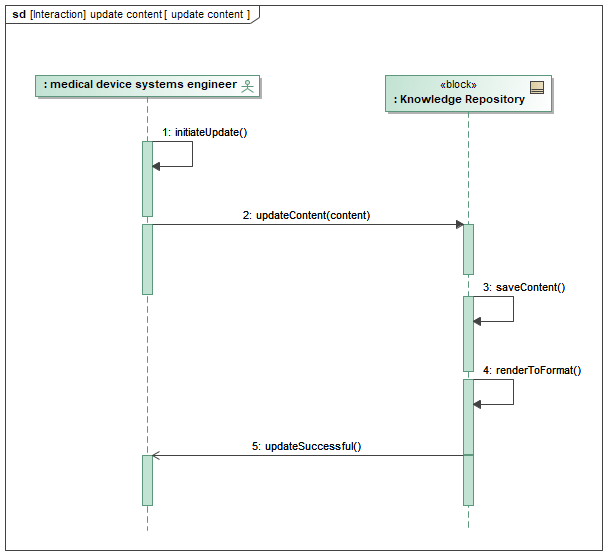 sd [Interaction] update content [ update content ]
: medical device systems engineer
«block»
: Knowledge Repository
1: initiateUpdate()
2: updateContent(content)
3: saveContent()
4: renderToFormat()
5: updateSuccessful()